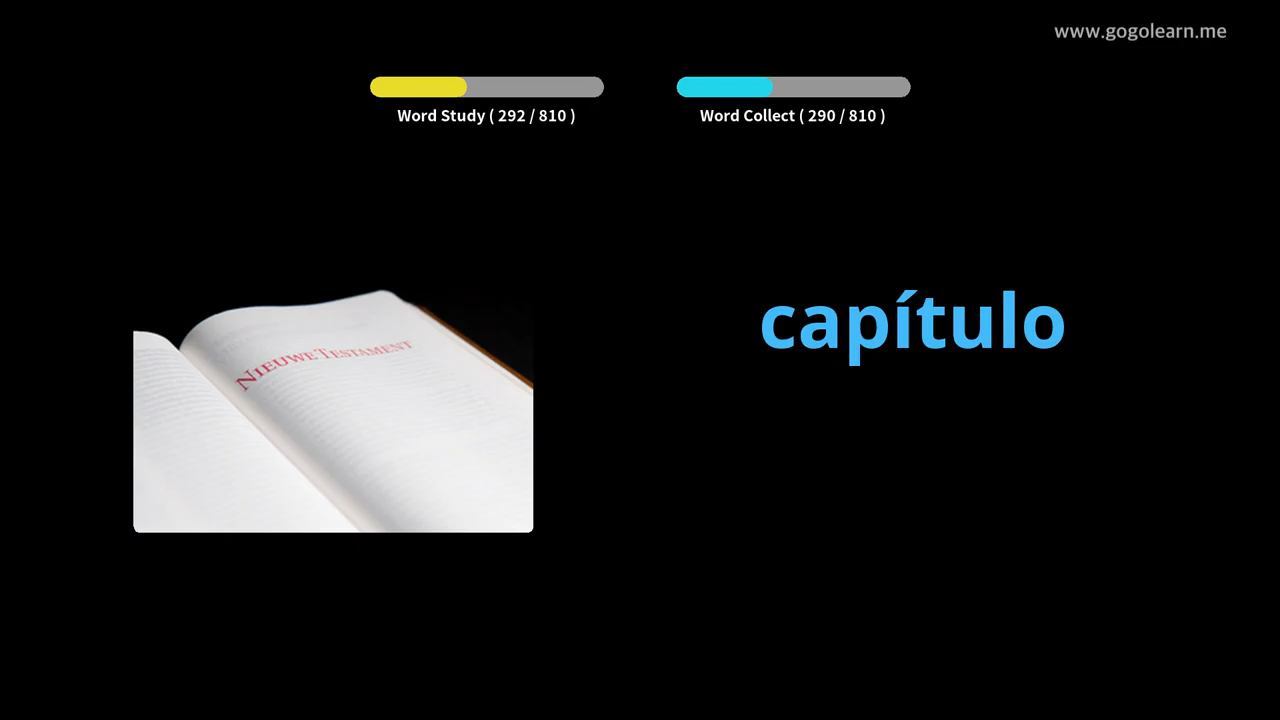 www.gogolearn.me
Word Study ( 292 / 810 )
Word Collect ( 290 / 810 )
NIEUWE TESTAMENT
capítulo